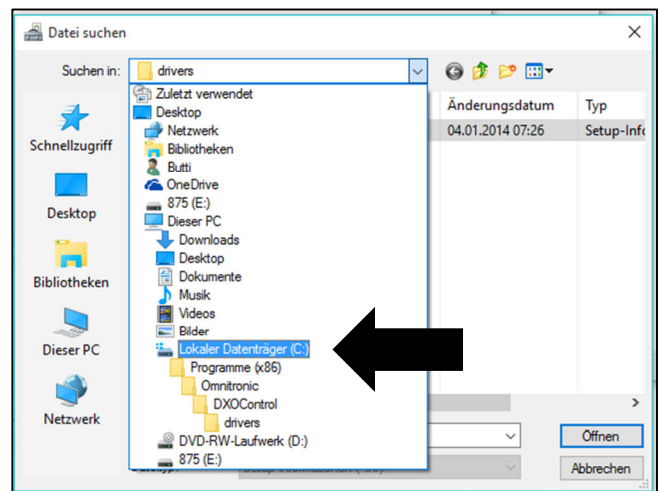 Datei suchen
Suchen in: drivers
Zuletzt verwendet
Desktop
Netzwerk
Bibliotheken
Butti
OneDrive
875 (E:)
Dieser PC
Downloads
Desktop
Dokumente
Musik
Videos
Bilder
Lokaler Datenträger (C:)
Programme (x86)
Omnitronic
DXOControl
drivers
DVD-RW-Laufwerk (D:)
875 (E:)
Änderungsdatum Typ
04.01.2014 07:26 Setup-Info
Schnellzugriff
Desktop
Bibliotheken
Dieser PC
Netzwerk
Öffnen
Abbrechen